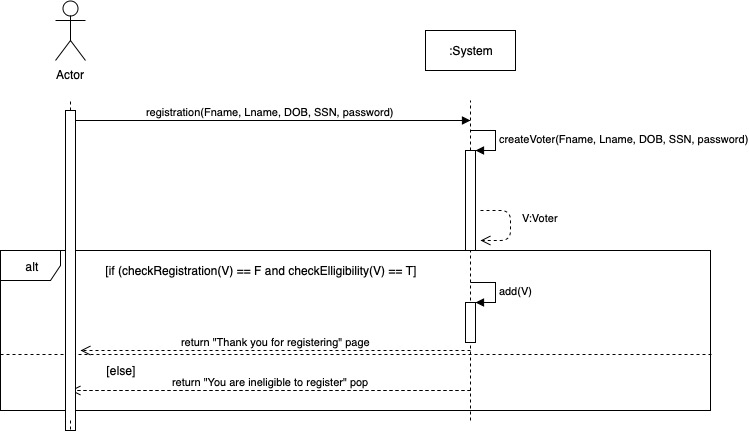 Actor
:System
registration(Fname, Lname, DOB, SSN, password)
createVoter(Fname, Lname, DOB, SSN, password)
V:Voter
alt
[if (checkRegistration(V) == F and checkElligibility(V) == T]
add(V)
return "Thank you for registering" page
[else]
return "You are ineligible to register" pop